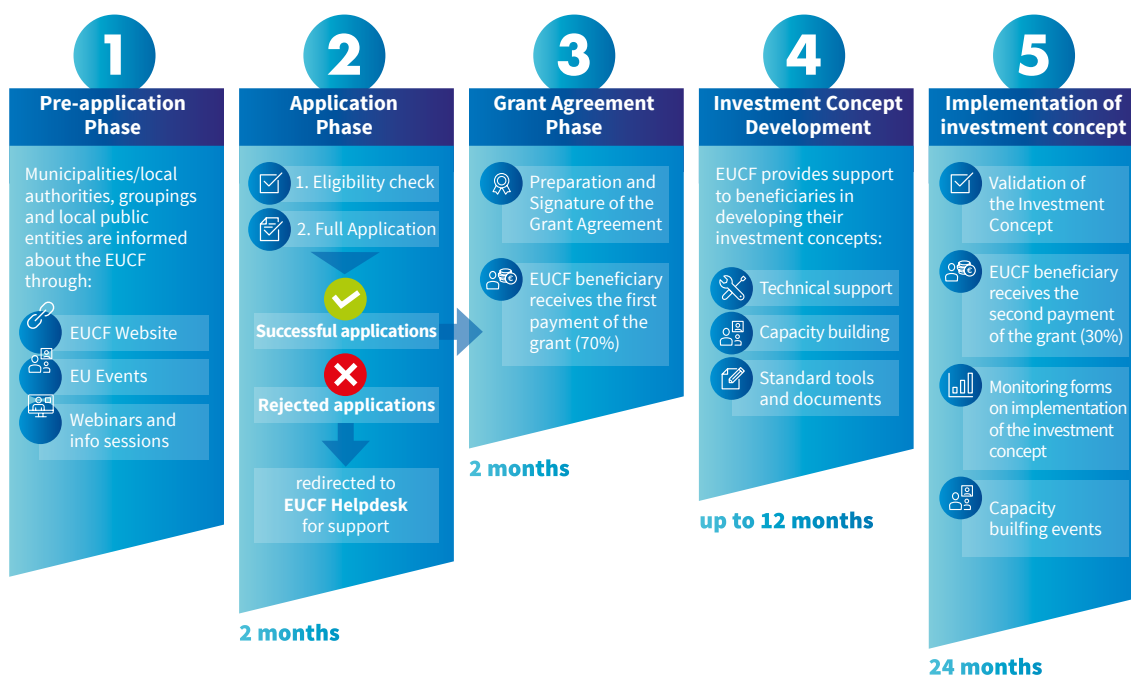 1
Pre-application
Phase
Municipalities/local
authorities, groupings
and local public
entities are informed
about the EUCF
through:
EUCF Website
EU Events
Webinars and
info sessions
2
Application
Phase
1. Eligibility check
2. Full Application
Successful applications
Rejected applications
redirected to
EUCF Helpdesk
for support
2 months
3
Grant Agreement
Phase
Preparation and
Signature of the
Grant Agreement
EUCF beneficiary
receives the first
payment of the
grant (70%)
2 months
4
Investment Concept
Development
EUCF provides support
to beneficiaries in
developing their
investment concepts:
Technical support
Capacity building
Standard tools
and documents
up to 12 months
5
Implementation of
investment concept
Validation of
the Investment
Concept
EUCF beneficiary
receives the
second payment
of the grant (30%)
Monitoring forms
on implementation
of the investment
concept
Capacity
builfing events
24 months